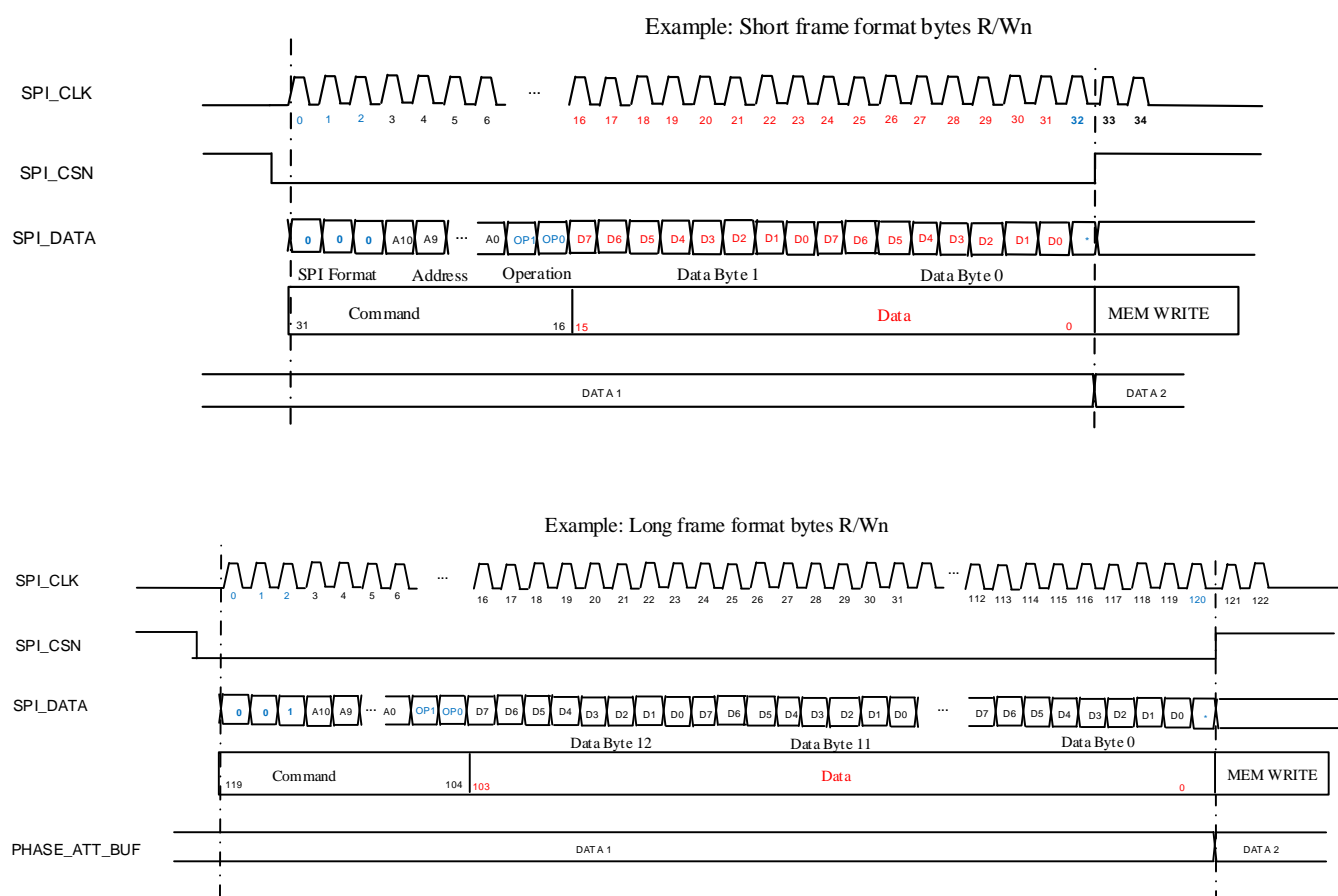 Example: Short frame format bytes R/Wn
SPI_CLK
...
0 1 2 3 4 5 6 16 17 18 19 20 21 22 23 24 25 26 27 28 29 30 31 32 33 34
SPI_CSN
SPI_DATA
0 0 0 A10 A9 ... A0 OP1 OP0 D7 D6 D5 D4 D3 D2 D1 D0 D7 D6 D5 D4 D3 D2 D1 D0 *
SPI Format Address Operation Data Byte 1 Data Byte 0
Command Data MEM WRITE
31 16 15 0
DATA 1 DATA 2
Example: Long frame format bytes R/Wn
SPI_CLK
... ...
0 1 2 3 4 5 6 16 17 18 19 20 21 22 23 24 25 26 27 28 29 30 31 112 113 114 115 116 117 118 119 120 121 122
SPI_CSN
SPI_DATA
0 0 1 A10 A9 ... A0 OP1 OP0 D7 D6 D5 D4 D3 D2 D1 D0 D7 D6 D5 D4 D3 D2 D1 D0 ... D7 D6 D5 D4 D3 D2 D1 D0 *
Data Byte 12 Data Byte 11 Data Byte 0
Command Data MEM WRITE
119 104 103 0
PHASE_ATT_BUF
DATA 1 DATA 2